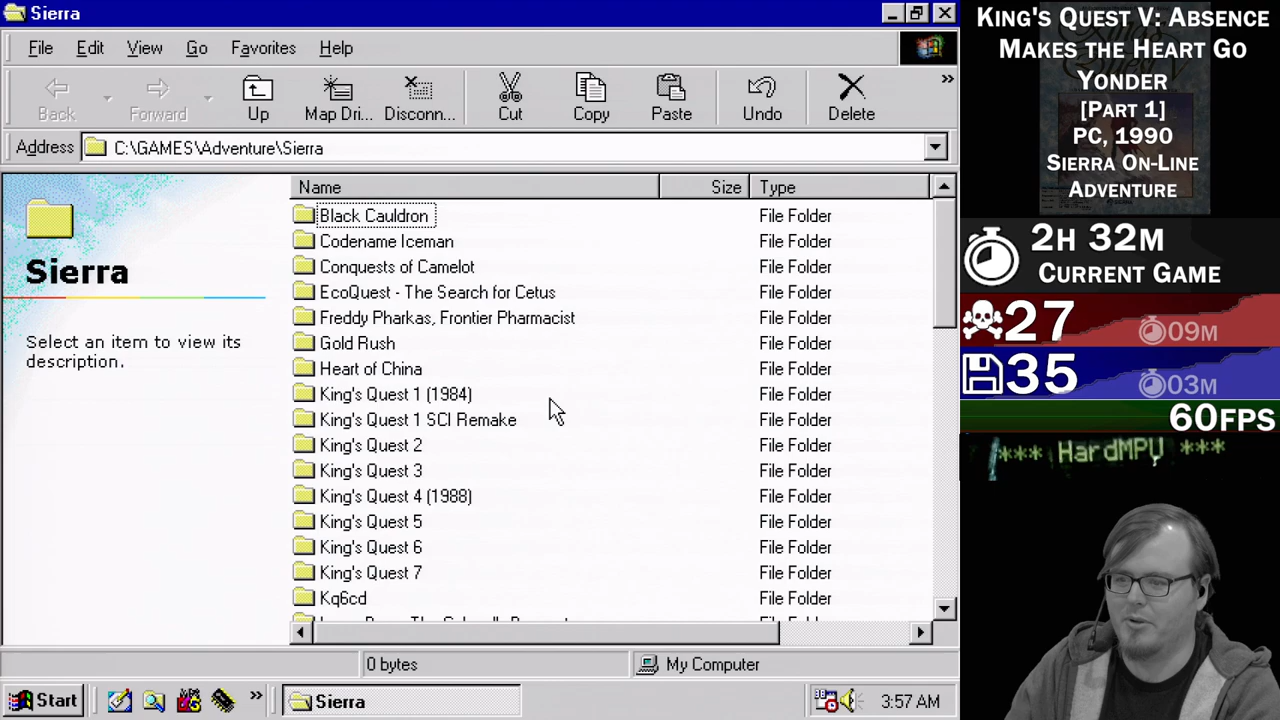 Sierra
File Edit View Go Favorites Help
Back Forward Up Map Dri... Disconn... Cut Copy Paste Undo Delete »
Address C:\GAMES\Adventure\Sierra
Name Size Type
Sierra
Select an item to view its
description.
Black Cauldron File Folder
Codename Iceman File Folder
Conquests of Camelot File Folder
EcoQuest - The Search for Cetus File Folder
Freddy Pharkas, Frontier Pharmacist File Folder
Gold Rush File Folder
Heart of China File Folder
King's Quest 1 (1984) File Folder
King's Quest 1 SCI Remake File Folder
King's Quest 2 File Folder
King's Quest 3 File Folder
King's Quest 4 (1988) File Folder
King's Quest 5 File Folder
King's Quest 6 File Folder
King's Quest 7 File Folder
Kq6cd File Folder
0 bytes My Computer
Start » Sierra 3:57 AM
King's Quest V: Absence
Makes the Heart Go
Yonder
[Part 1]
PC, 1990
Sierra On-Line
Adventure
2h 32m
Current Game
27 09m
35 03m
60FPS
*** HardMPU ***